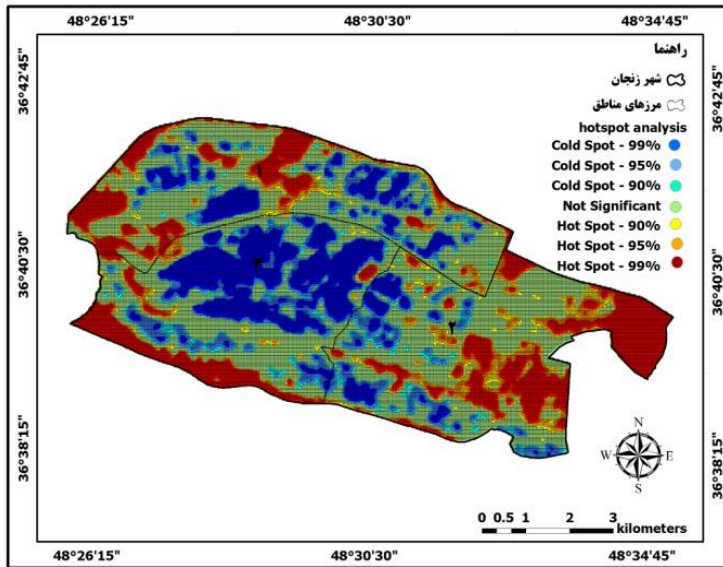 48°26'15" 48°30'30" 48°34'45"
36°42'45" 36°42'45"
راهنما
شهر زنجان
مرزهای مناطق
hotspot analysis
Cold Spot - 99%
Cold Spot - 95%
Cold Spot - 90%
Not Significant
Hot Spot - 90%
Hot Spot - 95%
Hot Spot - 99%
36°40'30" 36°40'30"
۱
۲
36°38'15" 36°38'15"
N
W E
S
0 0.5 1 2 3
kilometers
48°26'15" 48°30'30" 48°34'45"